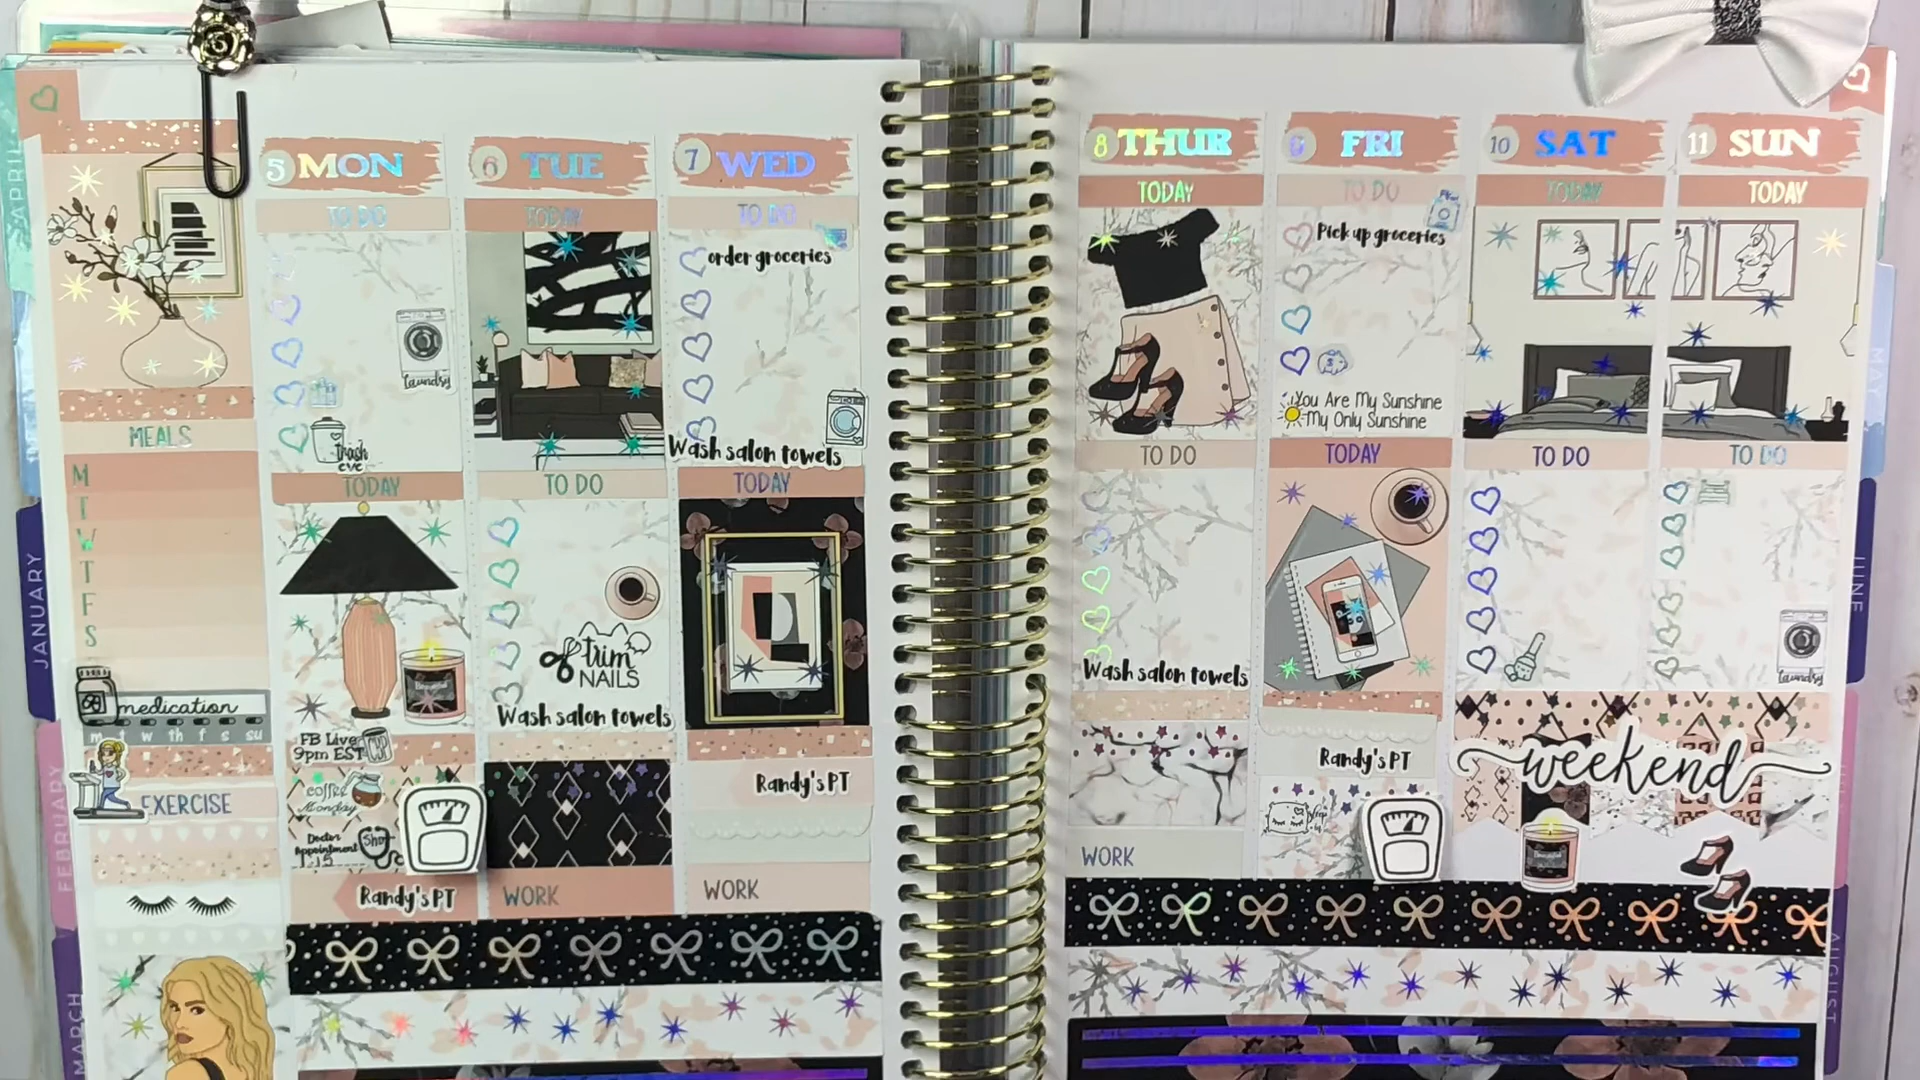 APRIL
JANUARY
FEBRUARY
MARCH
MEALS
M
T
W
T
F
S
medication
m t w th f s su
EXERCISE
5 MON
TO DO
laundry
trash
eve
TODAY
FB Live
9pm EST
coffee
Monday
Doctor
Appointment
Randy's PT
6 TUE
TODAY
TO DO
trim
NAILS
Wash salon towels
WORK
7 WED
TO DO
order groceries
Wash salon towels
TODAY
Randy's PT
WORK
8 THUR
TODAY
TO DO
Wash salon towels
WORK
9 FRI
TO DO
Pick up groceries
You Are My Sunshine
My Only Sunshine
TODAY
Randy's PT
10 SAT
TODAY
TO DO
weekend
11 SUN
TODAY
TO DO
laundry
MAY
JUNE
AUGUST